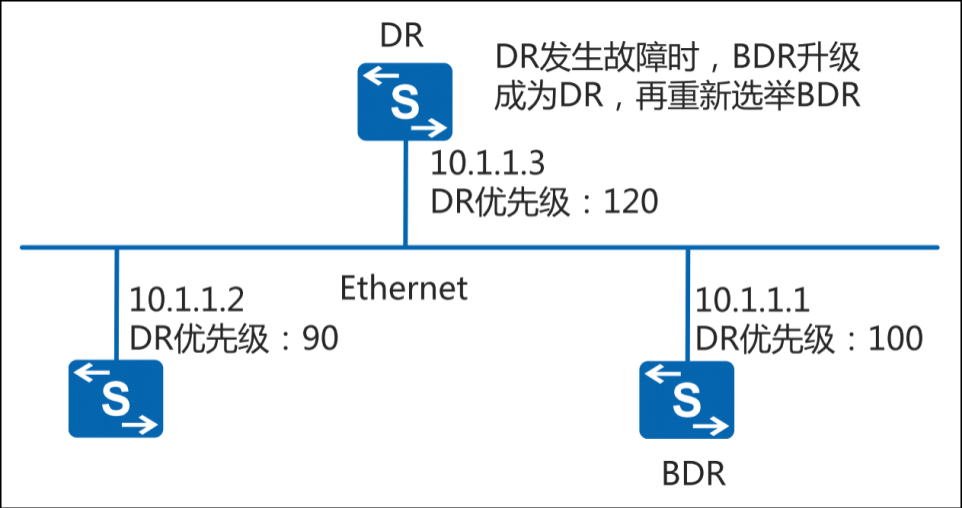 DR
DR发生故障时，BDR升级
成为DR，再重新选举BDR
S
10.1.1.3
DR优先级：120
Ethernet
10.1.1.2
DR优先级：90
10.1.1.1
DR优先级：100
S
S
BDR